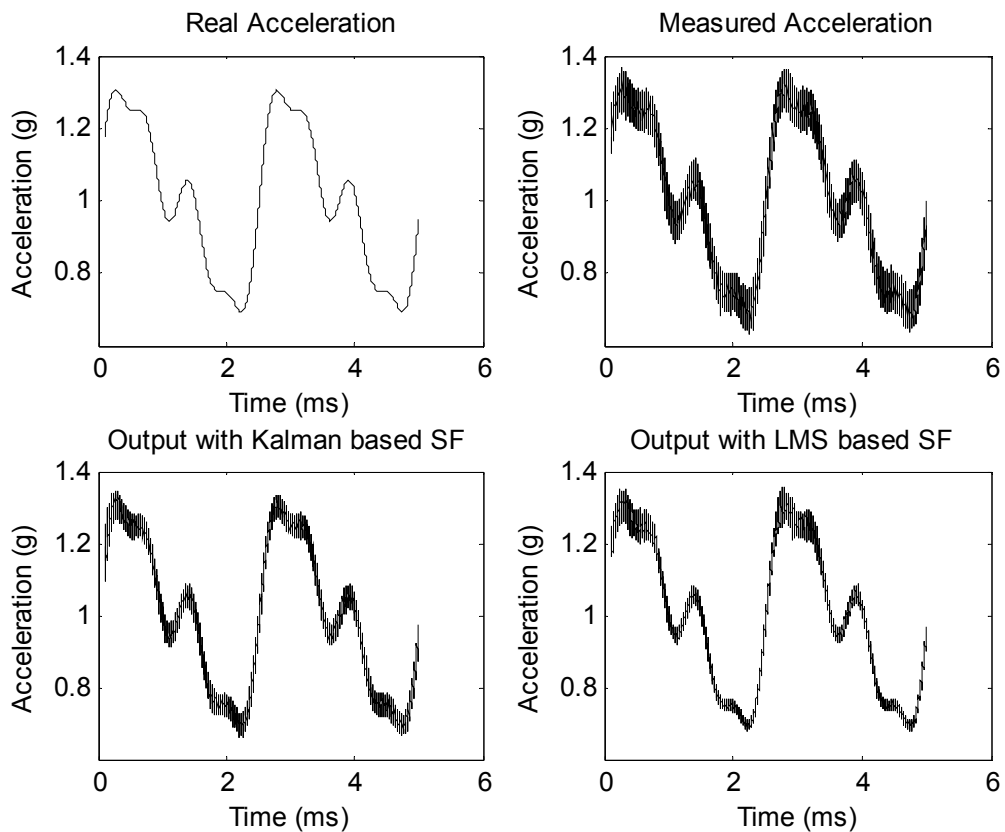 Real Acceleration
1.4
1.2
1
0.8
Acceleration (g)
0
2
4
6
Time (ms)
Measured Acceleration
1.4
1.2
1
0.8
Acceleration (g)
0
2
4
6
Time (ms)
Output with Kalman based SF
1.4
1.2
1
0.8
Acceleration (g)
0
2
4
6
Time (ms)
Output with LMS based SF
1.4
1.2
1
0.8
Acceleration (g)
0
2
4
6
Time (ms)